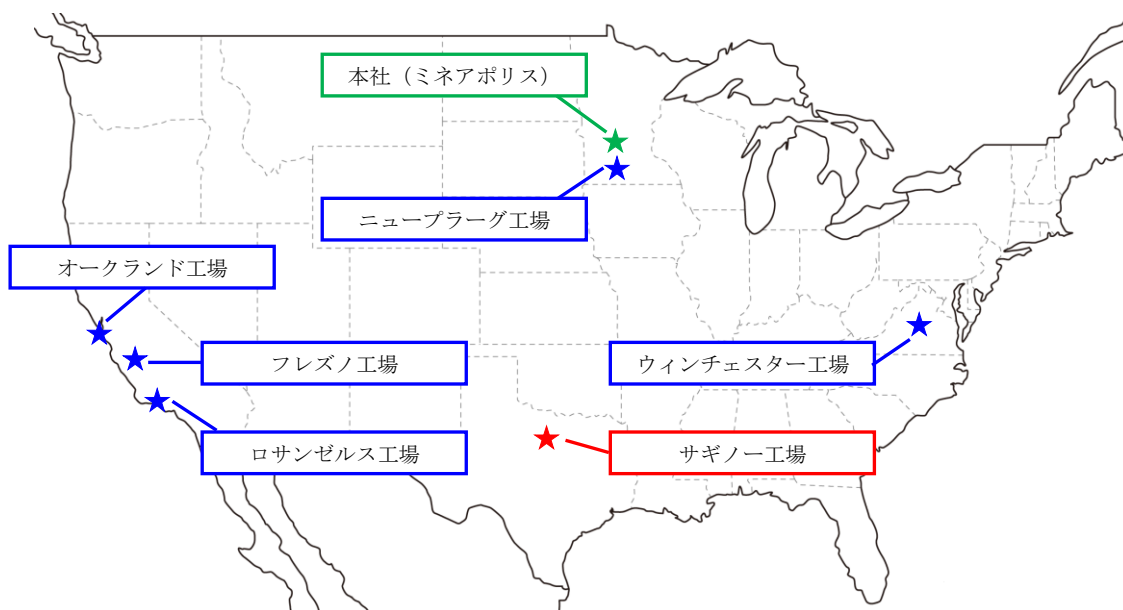 本社（ミネアポリス）
ニュープラーグ工場
オークランド工場
フレズノ工場
ウィンチェスター工場
ロサンゼルス工場
サギノー工場